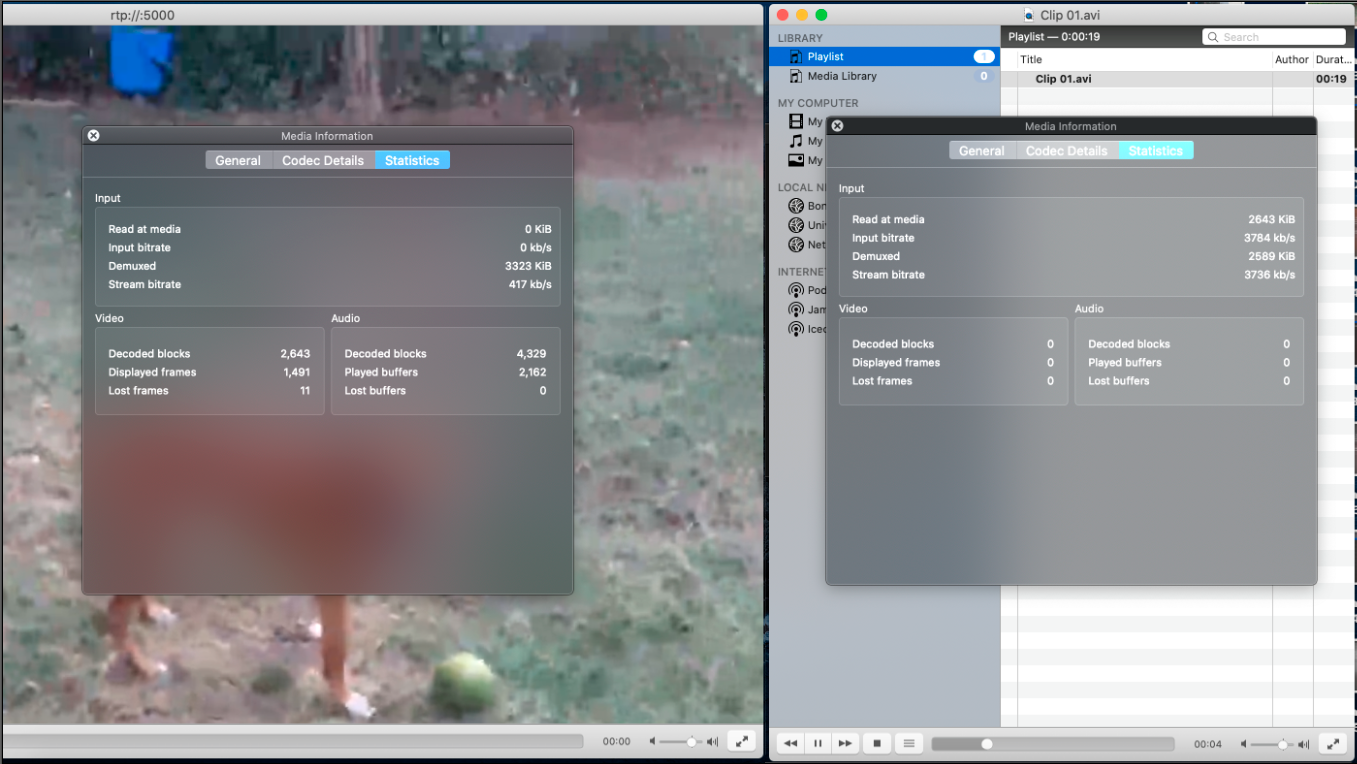 rtp://:5000
Media Information
General Codec Details Statistics
Input
Read at media 0 KiB
Input bitrate 0 kb/s
Demuxed 3323 KiB
Stream bitrate 417 kb/s
Video Audio
Decoded blocks 2,643 Decoded blocks 4,329
Displayed frames 1,491 Played buffers 2,162
Lost frames 11 Lost buffers 0
00:00
Clip 01.avi
LIBRARY
Playlist 1
Media Library 0
MY COMPUTER
My
My
My
LOCAL N
Bon
Uni
Net
INTERNE
Pod
Jam
Icec
Playlist — 0:00:19 Search
Title Author Durat...
Clip 01.avi 00:19
Media Information
General Codec Details Statistics
Input
Read at media 2643 KiB
Input bitrate 3784 kb/s
Demuxed 2589 KiB
Stream bitrate 3736 kb/s
Video Audio
Decoded blocks 0 Decoded blocks 0
Displayed frames 0 Played buffers 0
Lost frames 0 Lost buffers 0
00:04